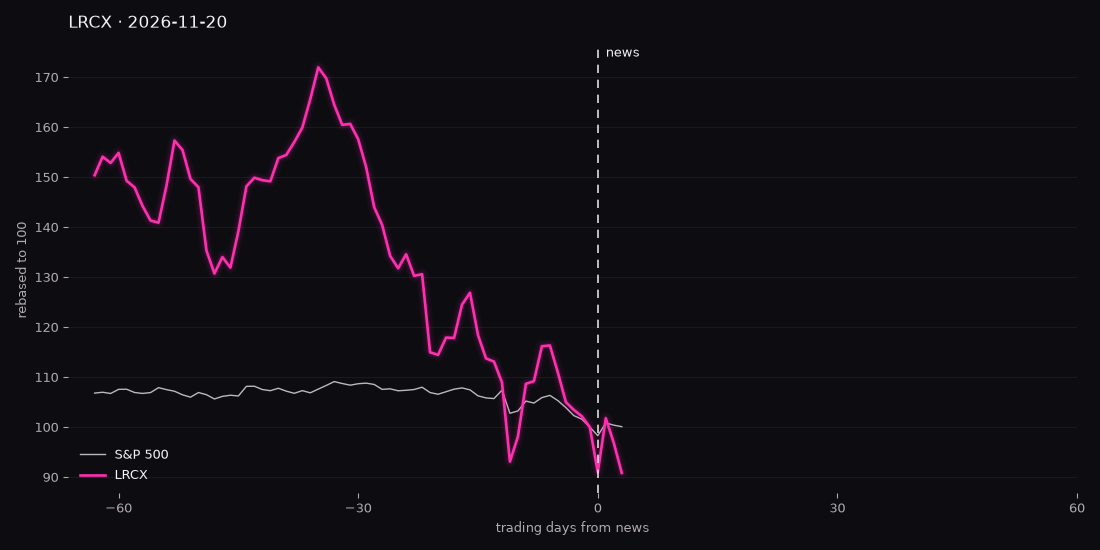 LRCX · 2026-11-20
news
170
160
150
140
130
120
110
100
90
rebased to 100
S&P 500
LRCX
−60
−30
0
30
60
trading days from news